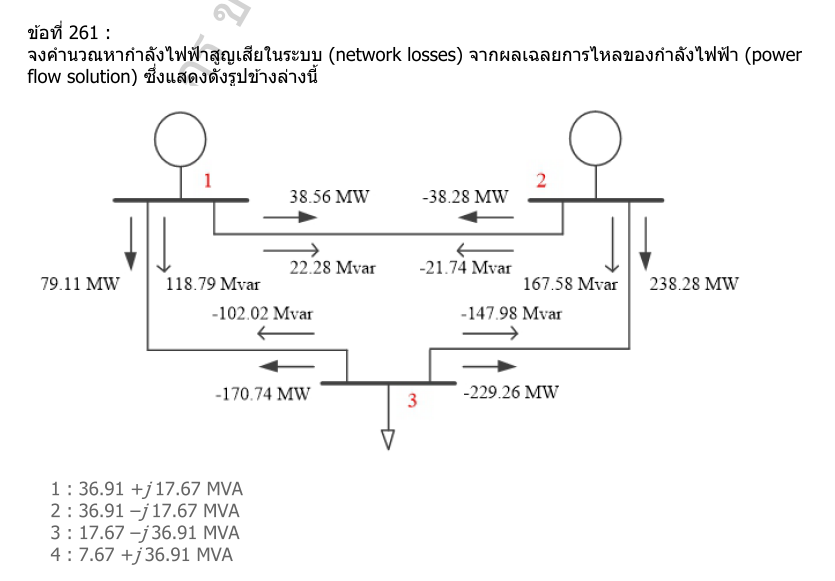 ข้อที่ 261 :
จงคำนวณหากำลังไฟฟ้าสูญเสียในระบบ (network losses) จากผลเฉลยการไหลของกำลังไฟฟ้า (power
flow solution) ซึ่งแสดงดังรูปข้างล่างนี้
1
2
38.56 MW
-38.28 MW
22.28 Mvar
-21.74 Mvar
79.11 MW
118.79 Mvar
167.58 Mvar
238.28 MW
-102.02 Mvar
-147.98 Mvar
-170.74 MW
-229.26 MW
3
1 : 36.91 +j17.67 MVA
2 : 36.91 –j17.67 MVA
3 : 17.67 –j36.91 MVA
4 : 7.67 +j36.91 MVA